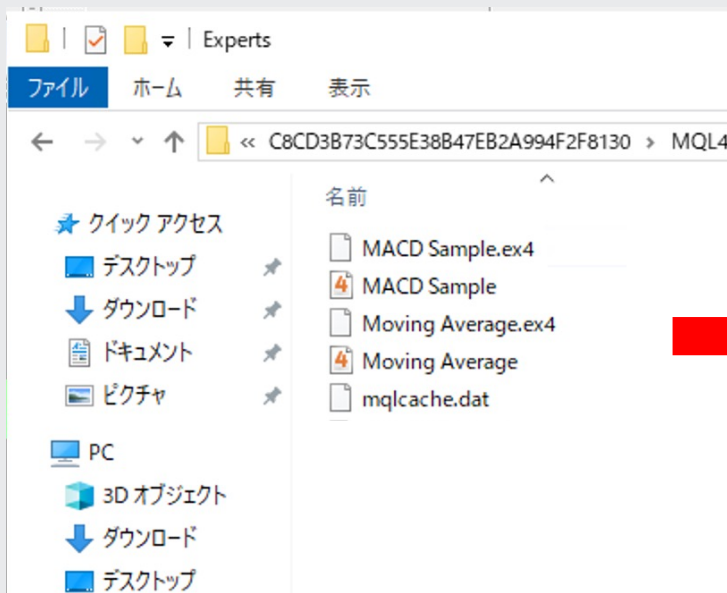 Experts
ファイル ホーム 共有 表示
« C8CD3B73C555E38B47EB2A994F2F8130 > MQL4
名前
クイック アクセス
デスクトップ
ダウンロード
ドキュメント
ピクチャ
PC
3D オブジェクト
ダウンロード
デスクトップ
MACD Sample.ex4
MACD Sample
Moving Average.ex4
Moving Average
mqlcache.dat